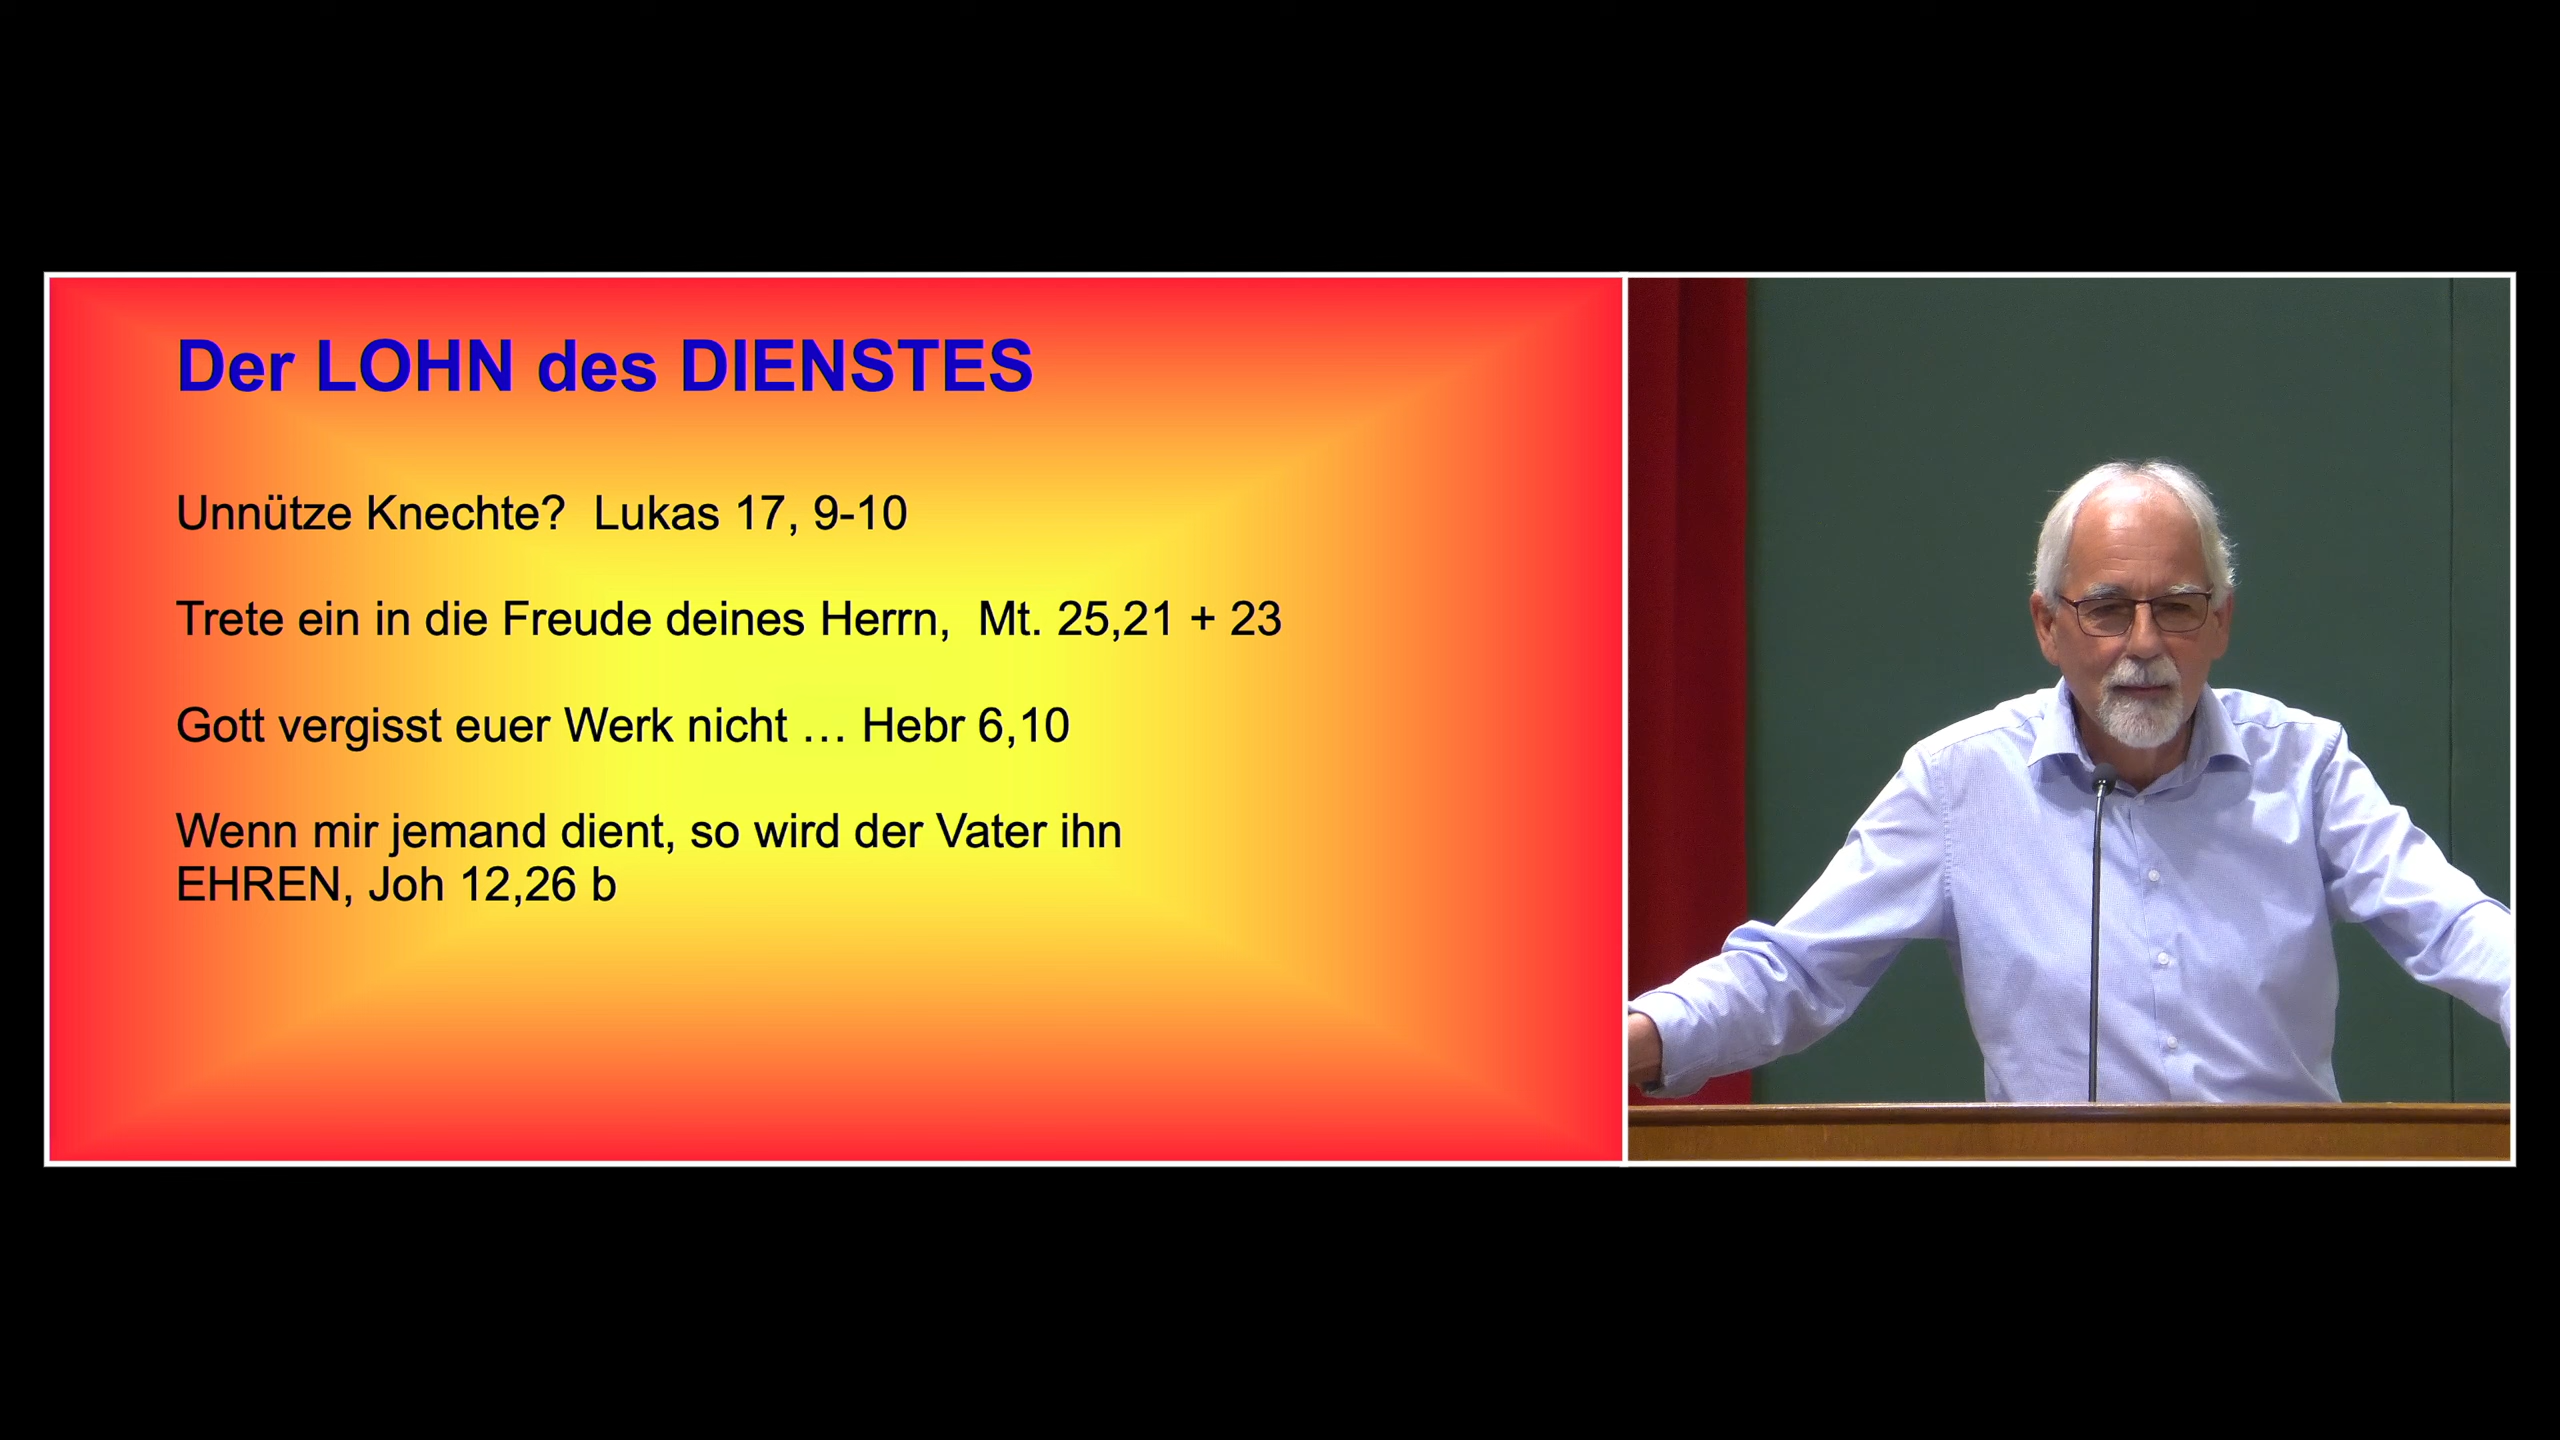 Der LOHN des DIENSTES
Unnütze Knechte? Lukas 17, 9-10
Trete ein in die Freude deines Herrn, Mt. 25,21 + 23
Gott vergisst euer Werk nicht … Hebr 6,10
Wenn mir jemand dient, so wird der Vater ihn
EHREN, Joh 12,26 b